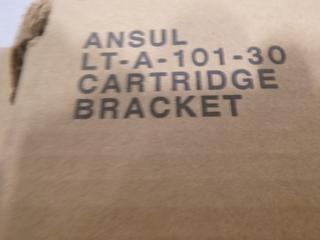 ANSUL
LT-A-101-30
CARTRIDGE
BRACKET